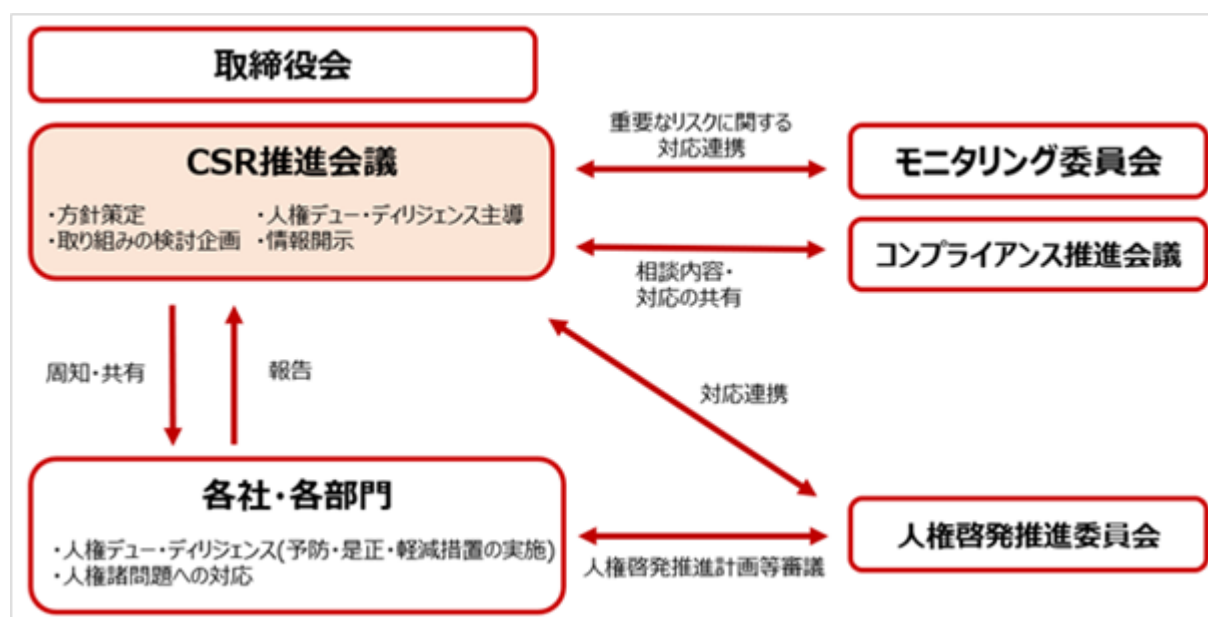 取締役会
CSR推進会議
・方針策定
・人権デュー・ディリジェンス主導
・取り組みの検討企画
・情報開示
重要なリスクに関する
対応連携
モニタリング委員会
コンプライアンス推進会議
相談内容・
対応の共有
周知・共有
報告
対応連携
各社・各部門
・人権デュー・ディリジェンス(予防・是正・軽減措置の実施)
・人権諸問題への対応
人権啓発推進計画等審議
人権啓発推進委員会